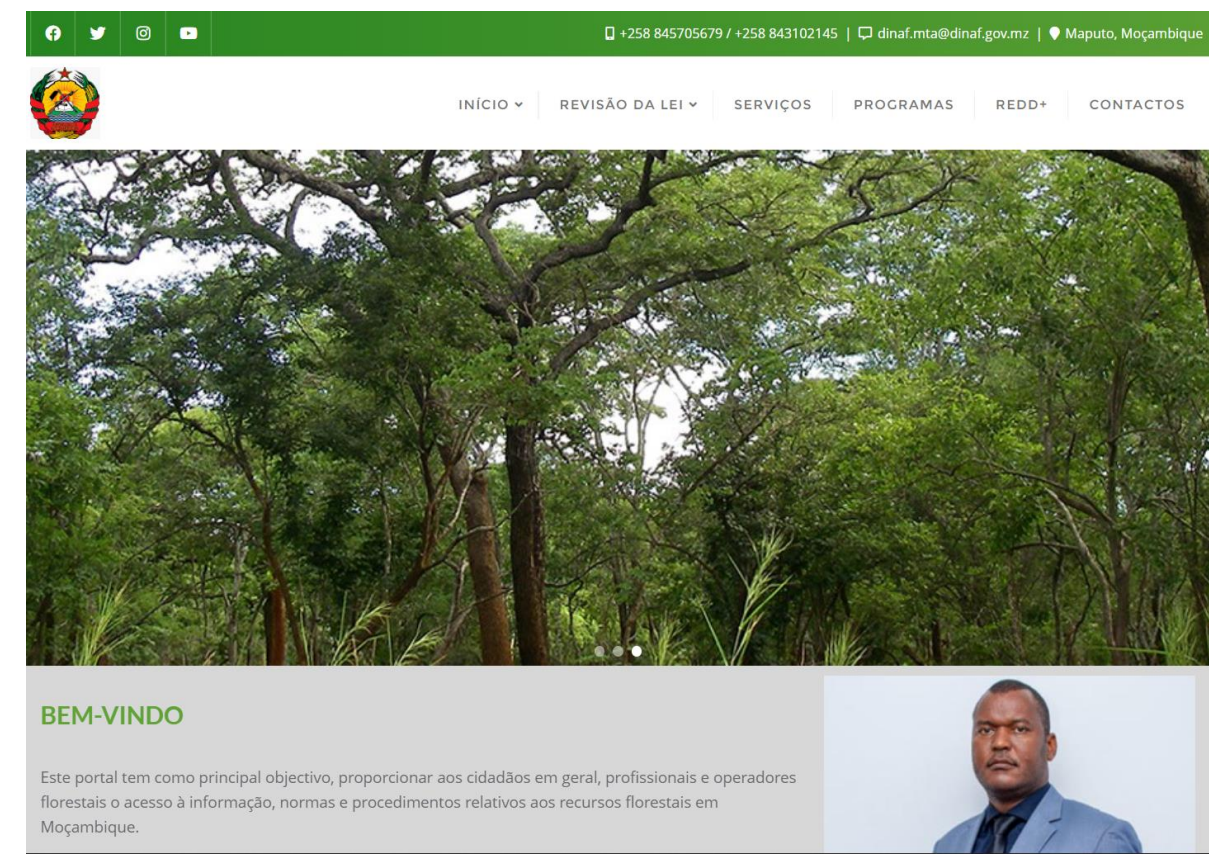 +258 845705679 / +258 843102145 | dinaf.mta@dinaf.gov.mz | Maputo, Moçambique
INÍCIO REVISÃO DA LEI SERVIÇOS PROGRAMAS REDD+ CONTACTOS
BEM-VINDO
Este portal tem como principal objectivo, proporcionar aos cidadãos em geral, profissionais e operadores
florestais o acesso à informação, normas e procedimentos relativos aos recursos florestais em
Moçambique.